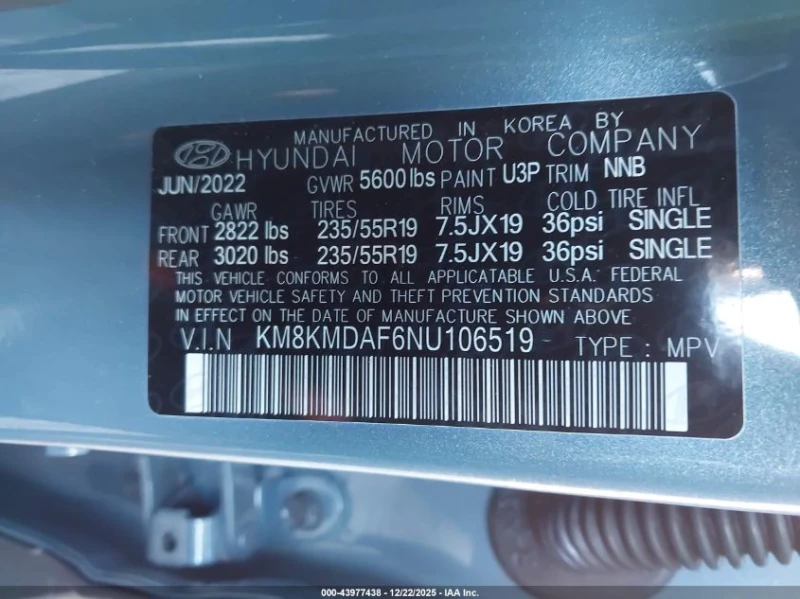 MANUFACTURED IN KOREA BY
HYUNDAI MOTOR COMPANY
JUN/2022 GVWR 5600 lbs PAINT U3P TRIM NNB
GAWR TIRES RIMS COLD TIRE INFL
FRONT 2822 lbs 235/55R19 7.5JX19 36psi SINGLE
REAR 3020 lbs 235/55R19 7.5JX19 36psi SINGLE
THIS VEHICLE CONFORMS TO ALL APPLICATABLE U.S.A. FEDERAL
MOTOR VEHICLE SAFETY AND THEFT PREVENTION STANDARDS
IN EFFECT ON THE DATE OF MANUFACTURE SHOWN ABOVE.
V.I.N KM8KMDAF6NU106519 TYPE : MPV
000-43977438 - 12/22/2025 - IAA Inc.